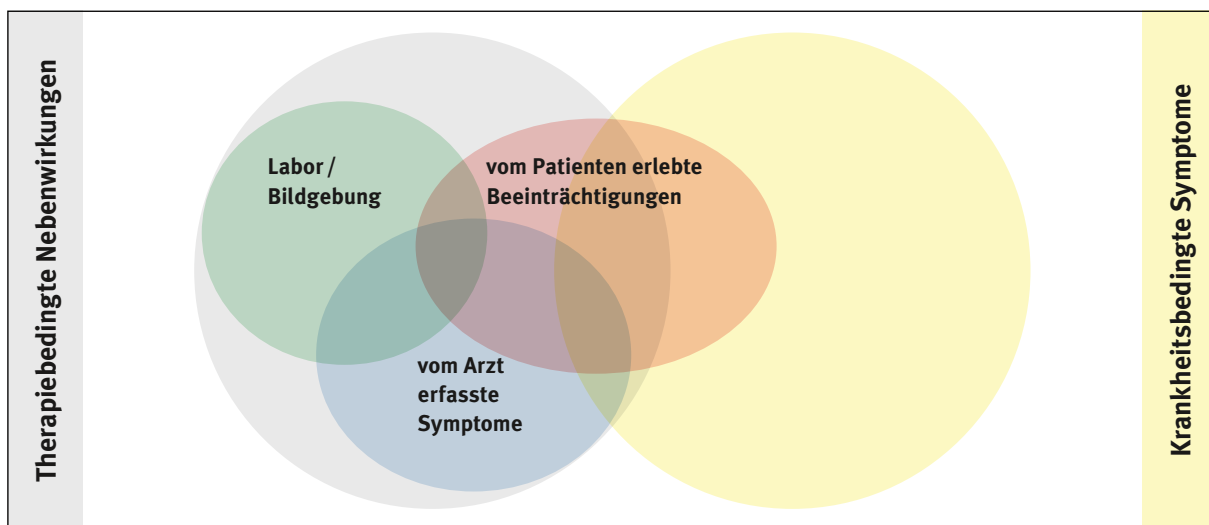 Therapiebedingte Nebenwirkungen
Labor / 
Bildgebung
vom Patienten erlebte
Beeinträchtigungen
vom Arzt
erfasste
Symptome
Krankheitsbedingte Symptome